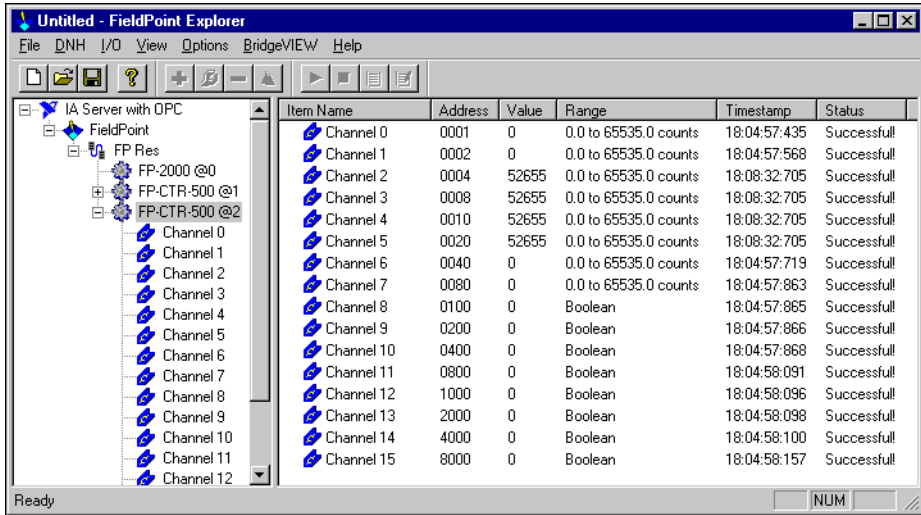 Untitled - FieldPoint Explorer
File DNH I/O View Options BridgeVIEW Help
IA Server with OPC
FieldPoint
FP Res
FP-2000 @0
FP-CTR-500 @1
FP-CTR-500 @2
Channel 0
Channel 1
Channel 2
Channel 3
Channel 4
Channel 5
Channel 6
Channel 7
Channel 8
Channel 9
Channel 10
Channel 11
Channel 12
Item Name Address Value Range Timestamp Status
Channel 0 0001 0 0.0 to 65535.0 counts 18:04:57:435 Successful!
Channel 1 0002 0 0.0 to 65535.0 counts 18:04:57:568 Successful!
Channel 2 0004 52655 0.0 to 65535.0 counts 18:08:32:705 Successful!
Channel 3 0008 52655 0.0 to 65535.0 counts 18:08:32:705 Successful!
Channel 4 0010 52655 0.0 to 65535.0 counts 18:08:32:705 Successful!
Channel 5 0020 52655 0.0 to 65535.0 counts 18:08:32:705 Successful!
Channel 6 0040 0 0.0 to 65535.0 counts 18:04:57:719 Successful!
Channel 7 0080 0 0.0 to 65535.0 counts 18:04:57:863 Successful!
Channel 8 0100 0 Boolean 18:04:57:865 Successful!
Channel 9 0200 0 Boolean 18:04:57:866 Successful!
Channel 10 0400 0 Boolean 18:04:57:868 Successful!
Channel 11 0800 0 Boolean 18:04:58:091 Successful!
Channel 12 1000 0 Boolean 18:04:58:096 Successful!
Channel 13 2000 0 Boolean 18:04:58:098 Successful!
Channel 14 4000 0 Boolean 18:04:58:100 Successful!
Channel 15 8000 0 Boolean 18:04:58:157 Successful!
Ready NUM